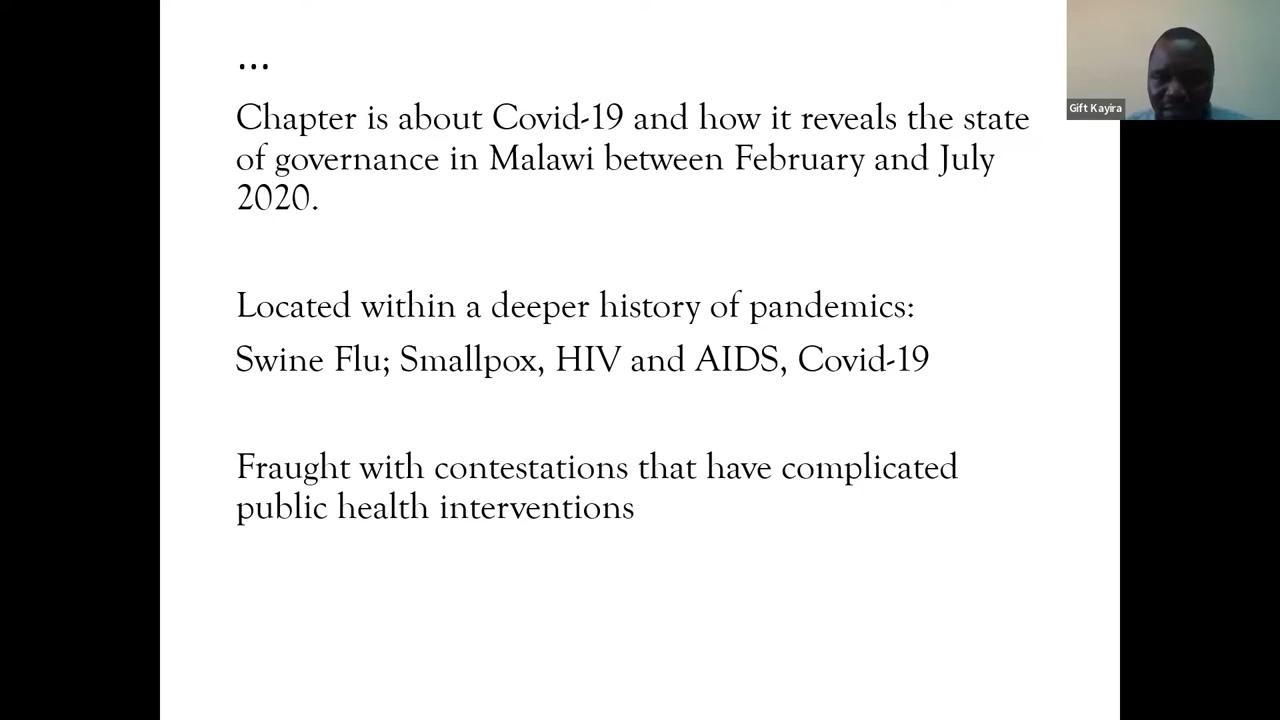 ...
Chapter is about Covid-19 and how it reveals the state
of governance in Malawi between February and July
2020.
Located within a deeper history of pandemics:
Swine Flu; Smallpox, HIV and AIDS, Covid-19
Fraught with contestations that have complicated
public health interventions
Gift Kayira